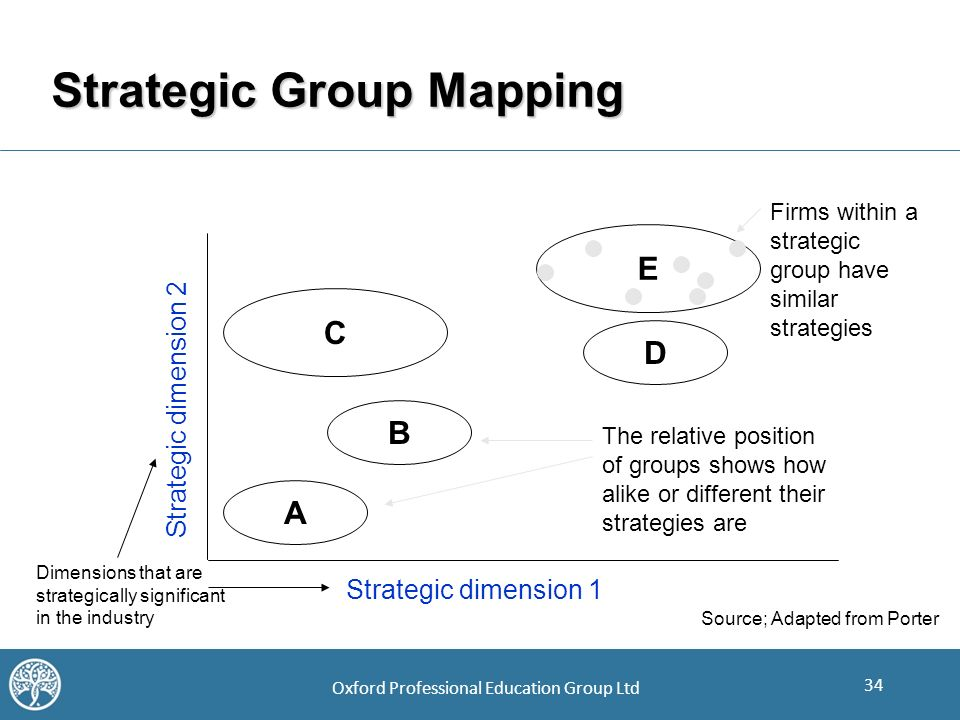 Strategic Group Mapping
Firms within a
strategic
group have
similar
strategies
E
C
D
B
A
Strategic dimension 2
The relative position
of groups shows how
alike or different their
strategies are
Dimensions that are
strategically significant
in the industry
Strategic dimension 1
Source; Adapted from Porter
Oxford Professional Education Group Ltd
34